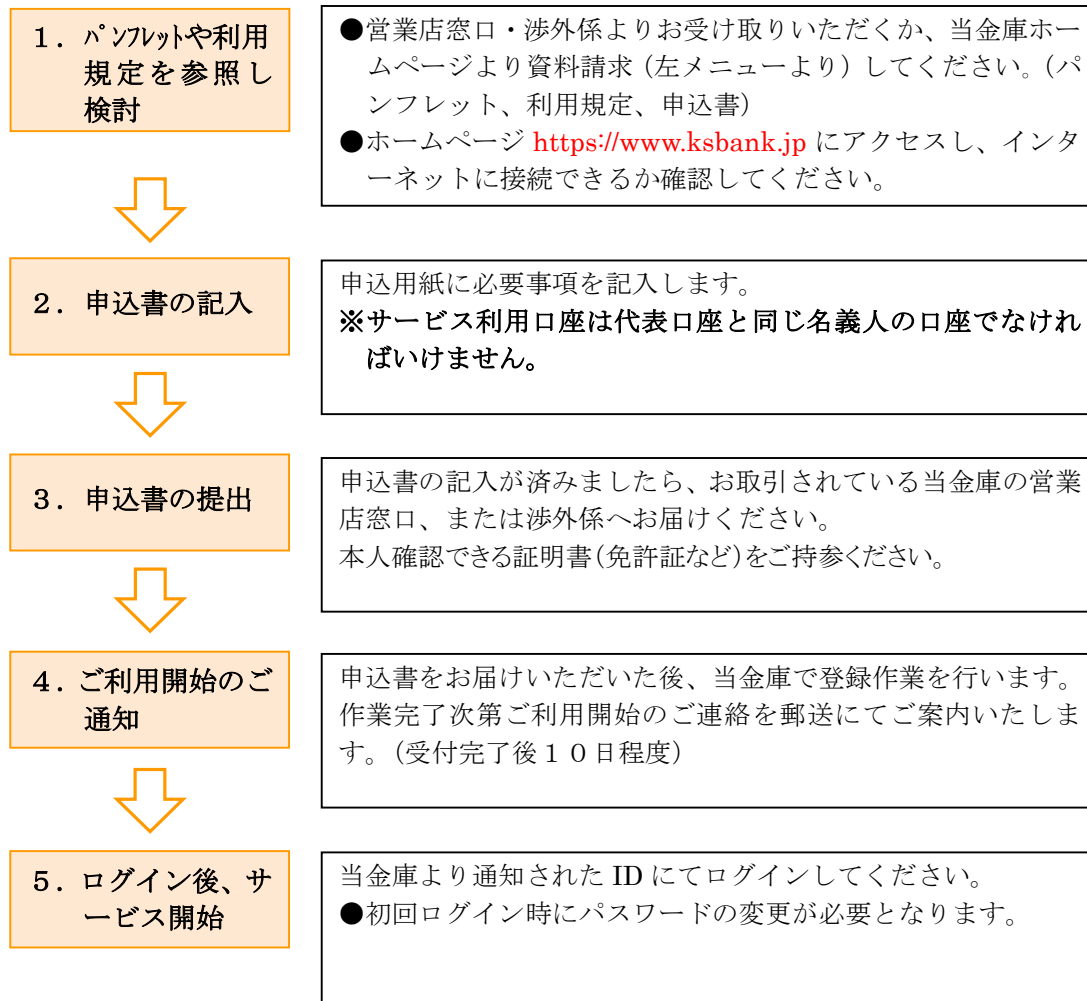 １．パンフレットや利用
規定を参照し
検討
●営業店窓口・渉外係よりお受け取りいただくか、当金庫ホー
ムページより資料請求（左メニューより）してください。（パ
ンフレット、利用規定、申込書）
●ホームページ https://www.ksbank.jp にアクセスし、インタ
ーネットに接続できるか確認してください。
２．申込書の記入
申込用紙に必要事項を記入します。
※サービス利用口座は代表口座と同じ名義人の口座でなけれ
ばいけません。
３．申込書の提出
申込書の記入が済みましたら、お取引されている当金庫の営業
店窓口、または渉外係へお届けください。
本人確認できる証明書（免許証など）をご持参ください。
４．ご利用開始のご
通知
申込書をお届けいただいた後、当金庫で登録作業を行います。
作業完了次第ご利用開始のご連絡を郵送にてご案内いたしま
す。（受付完了後１０日程度）
５．ログイン後、サ
ービス開始
当金庫より通知された ID にてログインしてください。
●初回ログイン時にパスワードの変更が必要となります。